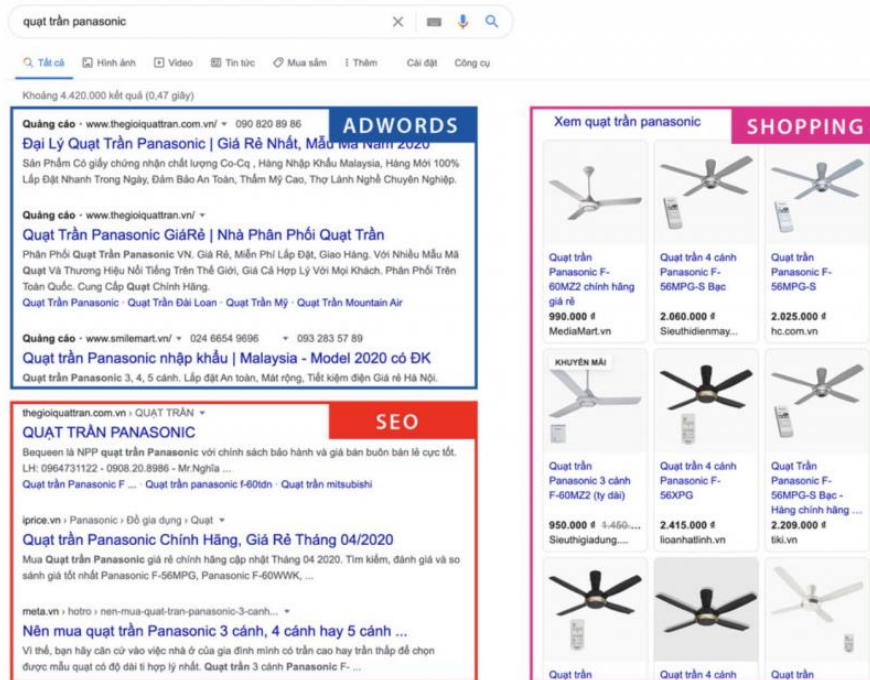 quạt trần panasonic
Tất cả Hình ảnh Video Tin tức Mua sắm Thêm Cài đặt Công cụ
Khoảng 4.420.000 kết quả (0,47 giây)
ADWORDS
Quảng cáo · www.thegioiquattran.com.vn/ 090 820 89 86
Đại Lý Quạt Trần Panasonic | Giá Rẻ Nhất, Mẫu Mã Năm 2020
Sản Phẩm Có giấy chứng nhận chất lượng Co-Cq , Hàng Nhập Khẩu Malaysia, Hàng Mới 100%
Lắp Đặt Nhanh Trong Ngày, Đảm Bảo An Toàn, Thẩm Mỹ Cao, Thợ Lành Nghề Chuyên Nghiệp.
Quảng cáo · www.thegioiquattran.vn/
Quạt Trần Panasonic GiáRẻ | Nhà Phân Phối Quạt Trần
Phân Phối Quạt Trần Panasonic VN. Giá Rẻ, Miễn Phí Lắp Đặt, Giao Hàng. Với Nhiều Mẫu Mã
Quạt Và Thương Hiệu Nổi Tiếng Trên Thế Giới, Giá Cả Hợp Lý Với Mọi Khách. Phân Phối Trên
Toàn Quốc. Cung Cấp Quạt Chính Hãng.
Quạt Trần Panasonic · Quạt Trần Đài Loan · Quạt Trần Mỹ · Quạt Trần Mountain Air
Quảng cáo · www.smilemart.vn/ 024 6654 9696 093 283 57 89
Quạt trần Panasonic nhập khẩu | Malaysia - Model 2020 có ĐK
Quạt trần Panasonic 3, 4, 5 cánh. Lắp đặt An toàn, Mát rộng, Tiết kiệm điện Giá rẻ Hà Nội.
SEO
thegioiquattran.com.vn › QUẠT TRẦN
QUẠT TRẦN PANASONIC
Bequeen là NPP quạt trần Panasonic với chính sách bảo hành và giá bán buôn bán lẻ cực tốt.
LH: 0964731122 - 0908.20.8986 - Mr.Nghĩa ...
Quạt trần Panasonic F ... · Quạt trần panasonic f-60tdn · Quạt trần mitsubishi
iprice.vn › Panasonic › Đồ gia dụng › Quạt
Quạt trần Panasonic Chính Hãng, Giá Rẻ Tháng 04/2020
Mua Quạt trần Panasonic giá rẻ chính hãng cập nhật Tháng 04 2020. Tìm kiếm, đánh giá và so
sánh giá tốt nhất Panasonic F-56MPG, Panasonic F-60WWK, ...
meta.vn › hotro › nen-mua-quat-tran-panasonic-3-canh...
Nên mua quạt trần Panasonic 3 cánh, 4 cánh hay 5 cánh ...
Vì thế, bạn hãy căn cứ vào việc nhà ở của gia đình mình có trần cao hay trần thấp để chọn
được mẫu quạt có độ dài ti hợp lý nhất. Quạt trần 3 cánh Panasonic F- ...
Xem quạt trần panasonic
SHOPPING
Quạt trần
Panasonic F-
60MZ2 chính hãng
giá rẻ
990.000 ₫
MediaMart.vn
Quạt trần 4 cánh
Panasonic F-
56MPG-S Bạc
2.060.000 ₫
Sieuthidienmay...
Quạt trần
Panasonic F-
56MPG-S
2.025.000 ₫
hc.com.vn
KHUYẾN MÃI
Quạt trần
Panasonic 3 cánh
F-60MZ2 (ty dài)
950.000 ₫ 1.450....
Sieuthigiadung....
Quạt trần 4 cánh
Panasonic F-
56XPG
2.415.000 ₫
lioanhatlinh.vn
Quạt Trần
Panasonic F-
56MPG-S Bạc -
Hàng chính hãng ...
2.209.000 ₫
tiki.vn
Quạt trần
Quạt trần 4 cánh
Quạt trần